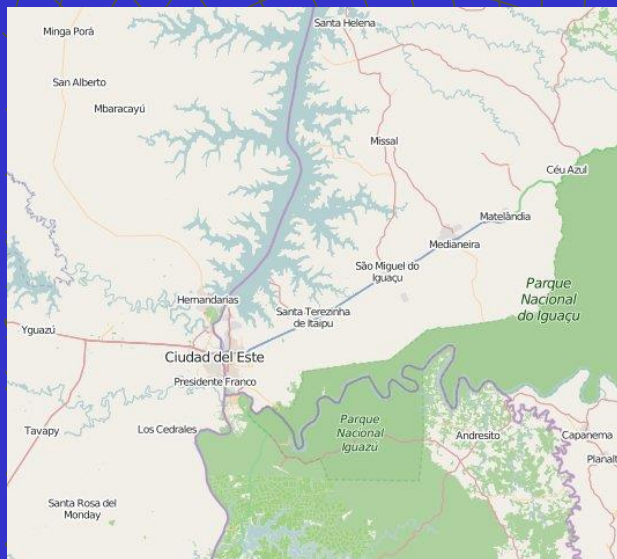 Santa Helena
Minga Porá
San Alberto
Mbaracayú
Missal
Céu Azul
Matelândia
Medianeira
São Miguel do
Iguaçu
Parque
Nacional
do Iguaçu
Hernandarias
Santa Terezinha
de Itaipu
Yguazú
Ciudad del Este
Presidente Franco
Los Cedrales
Tavapy
Parque
Nacional
Iguazú
Andresito
Capanema
Planalt
Santa Rosa del
Monday